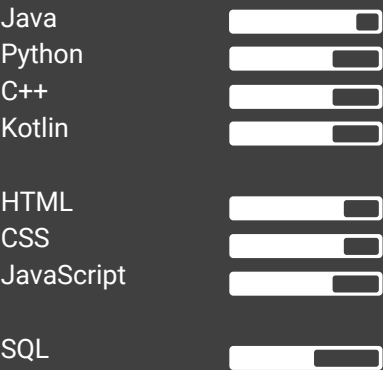 Java
Python
C++
Kotlin
HTML
CSS
JavaScript
SQL